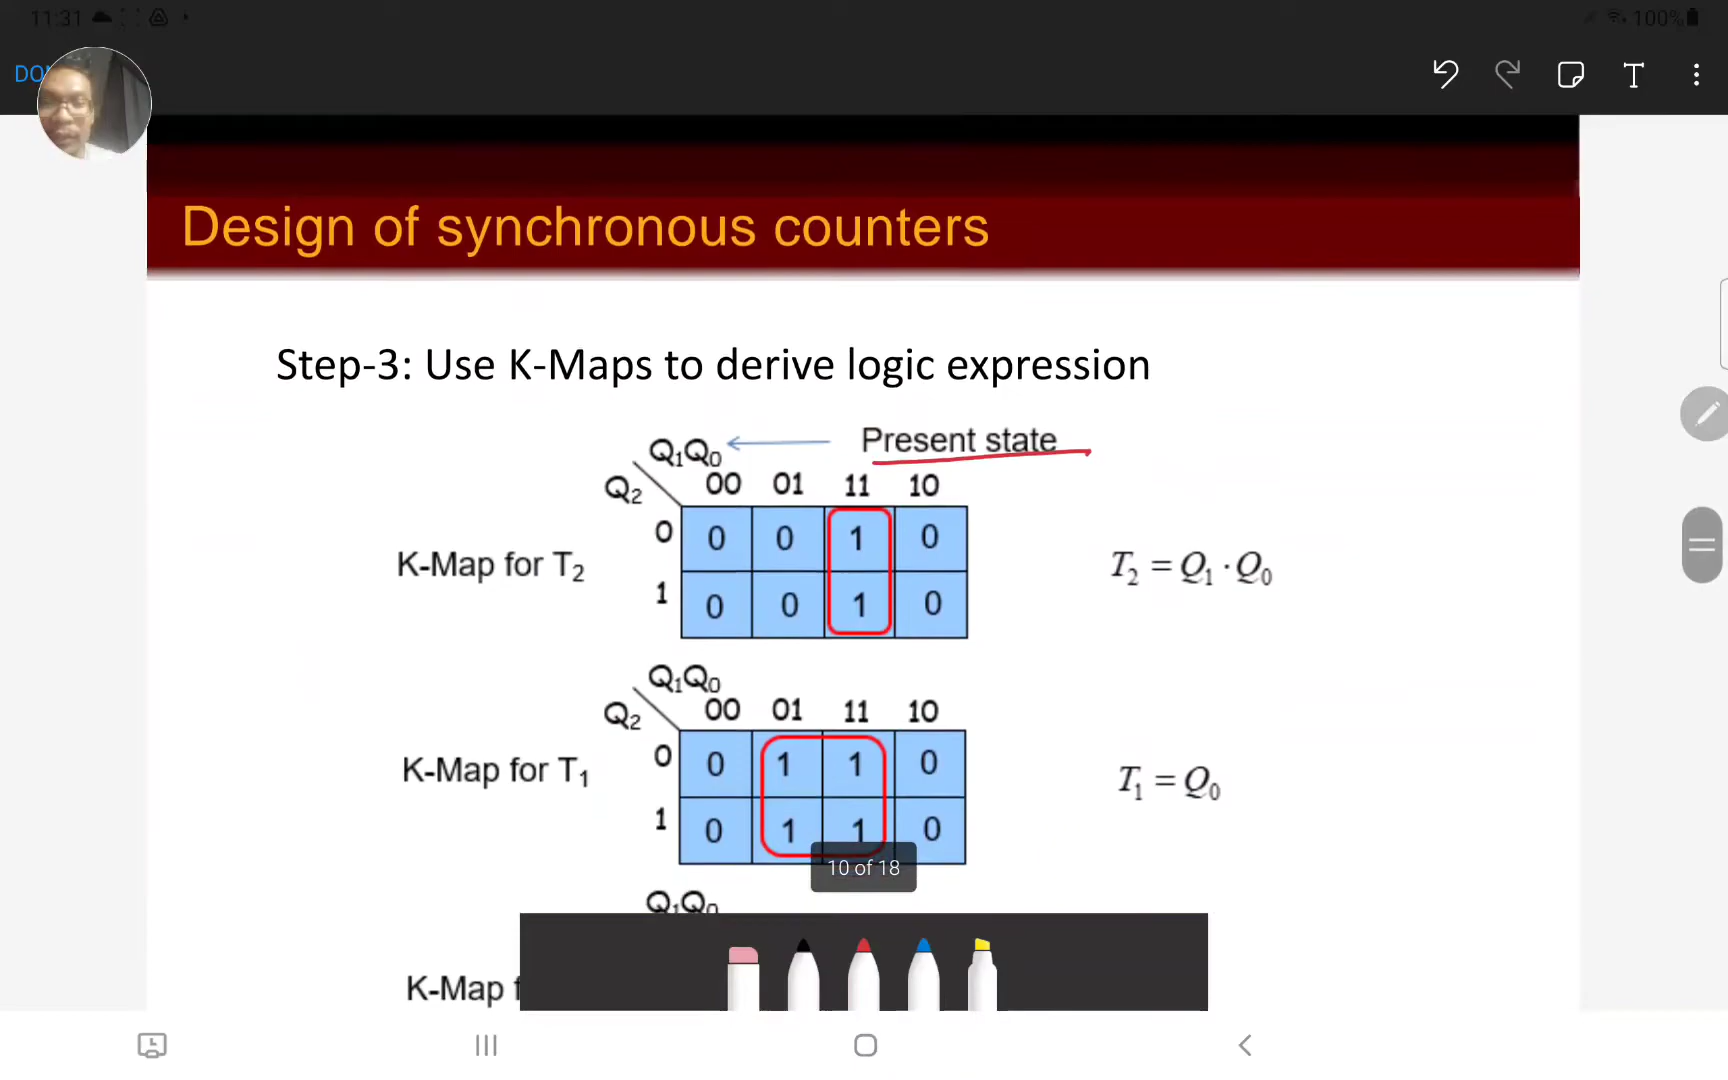 11:31
100%
DO
Design of synchronous counters
Step-3: Use K-Maps to derive logic expression
Q₁Q₀ Present state
Q₂ 00 01 11 10
0 0 0 1 0
K-Map for T₂ T₂ = Q₁ · Q₀
1 0 0 1 0
Q₁Q₀
Q₂ 00 01 11 10
0 0 1 1 0
K-Map for T₁ T₁ = Q₀
1 0 1 1 0
10 of 18
Q₁Q₀
K-Map f
T